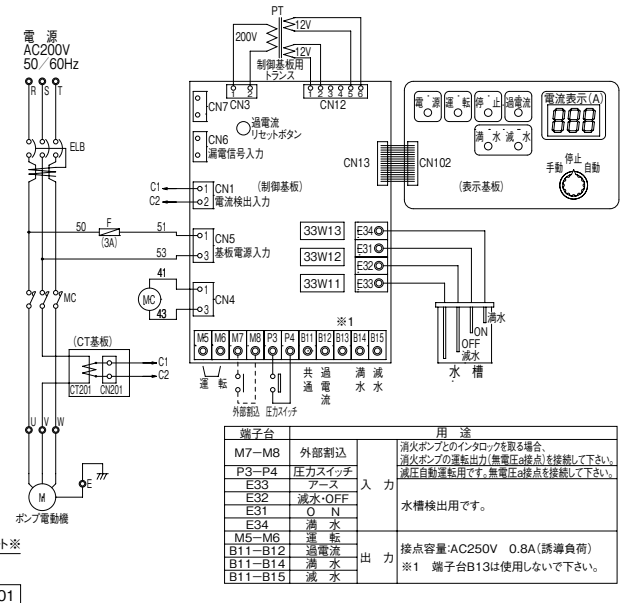 電 源
AC200V
50／60Hz
R S T
ELB
50
F
(3A)
51
53
41
MC
43
MC
(CT基板)
CT201
CN201
C1
C2
U V W
M
E
ポンプ電動機
ト※
01
PT
200V
12V
12V
制御基板用
トランス
1 2
CN3
1 2 3 4 5 6
CN12
CN7
過電流
リセットボタン
CN6
漏電信号入力
C1
C2
1
2
CN1
電流検出入力
(制御基板)
1
3
CN5
基板電源入力
1
3
CN4
CN13
CN102
33W13
33W12
33W11
E34
E31
E32
E33
※1
M5 M6 M7 M8 P3 P4 B11 B12 B13 B14 B15
運 転
外部割込
圧力スイッチ
共通
過電流
満水
減水
電 源
運 転
停 止
過電流
満 水
減 水
電流表示(A)
888
手動
停止
自動
(表示基板)
満水
ON
OFF
減水
水 槽
端子台 用 途
M7－M8 外部割込 入 力 消火ポンプとのインタロックを取る場合、
消火ポンプの運転出力(無電圧a接点)を接続して下さい。
P3－P4 圧力スイッチ 減圧自動運転用です。無電圧a接点を接続して下さい。
E33 アース 水槽検出用です。
E32 減水・OFF
E31 O N
E34 満 水
M5－M6 運 転 出 力 接点容量:AC250V 0.8A(誘導負荷)
B11－B12 過電流 ※1 端子台B13は使用しないで下さい。
B11－B14 満 水
B11－B15 減 水